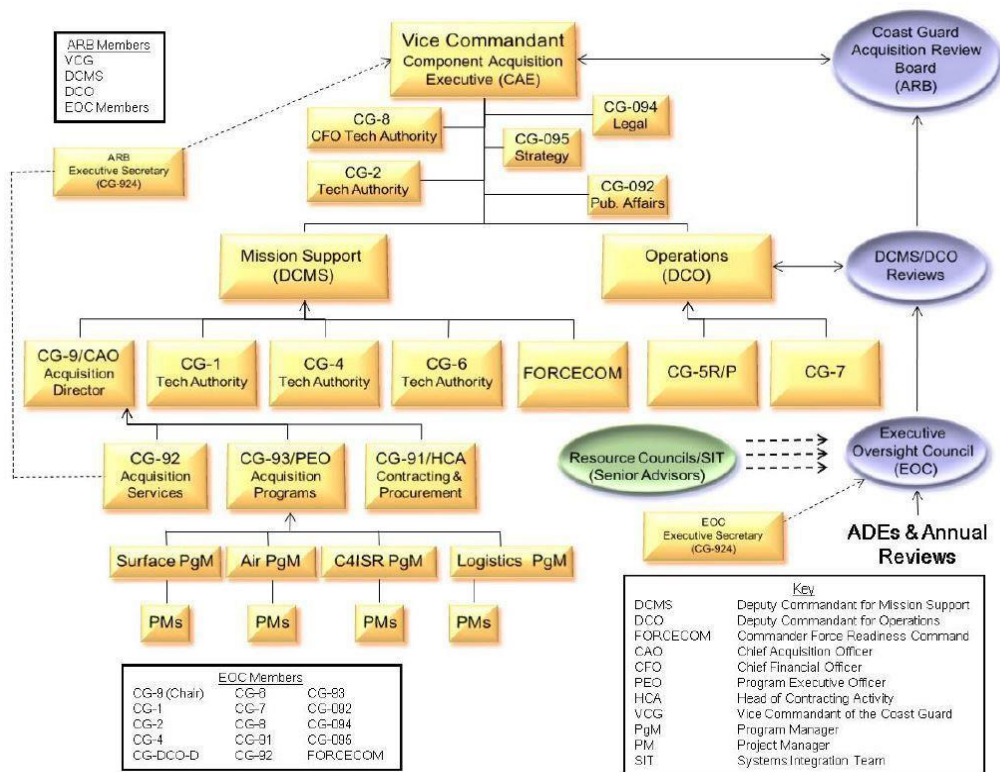 ARB Members
VCG
DCMS
DCO
EOC Members
Vice Commandant
Component Acquisition
Executive (CAE)
Coast Guard
Acquisition Review
Board
(ARB)
CG-8
CFO Tech Authority
CG-094
Legal
CG-095
Strategy
ARB
Executive Secretary
(CG-924)
CG-2
Tech Authority
CG-092
Pub. Affairs
Mission Support
(DCMS)
Operations
(DCO)
DCMS/DCO
Reviews
CG-9/CAO
Acquisition
Director
CG-1
Tech Authority
CG-4
Tech Authority
CG-6
Tech Authority
FORCECOM
CG-5R/P
CG-7
CG-92
Acquisition
Services
CG-93/PEO
Acquisition
Programs
CG-91/HCA
Contracting &
Procurement
Resource Councils/SIT
(Senior Advisors)
Executive
Oversight Council
(EOC)
EOC
Executive Secretary
(CG-924)
ADEs & Annual
Reviews
Surface PgM
Air PgM
C4ISR PgM
Logistics PgM
PMs
PMs
PMs
PMs
EOC Members
CG-9 (Chair) CG-6 CG-93
CG-1 CG-7 CG-092
CG-2 CG-8 CG-094
CG-4 CG-91 CG-095
CG-DCO-D CG-92 FORCECOM
Key
DCMS Deputy Commandant for Mission Support
DCO Deputy Commandant for Operations
FORCECOM Commander Force Readiness Command
CAO Chief Acquisition Officer
CFO Chief Financial Officer
PEO Program Executive Officer
HCA Head of Contracting Activity
VCG Vice Commandant of the Coast Guard
PgM Program Manager
PM Project Manager
SIT Systems Integration Team